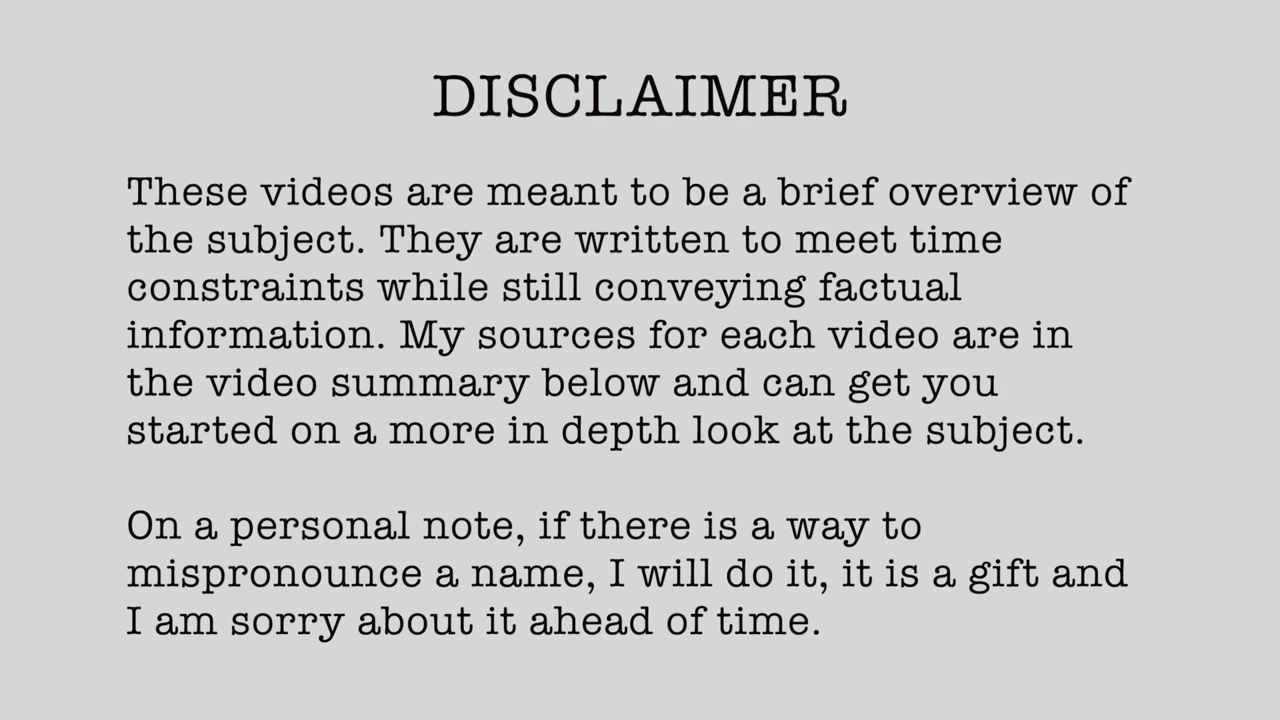 DISCLAIMER
These videos are meant to be a brief overview of
the subject. They are written to meet time
constraints while still conveying factual
information. My sources for each video are in
the video summary below and can get you
started on a more in depth look at the subject.
On a personal note, if there is a way to
mispronounce a name, I will do it, it is a gift and
I am sorry about it ahead of time.